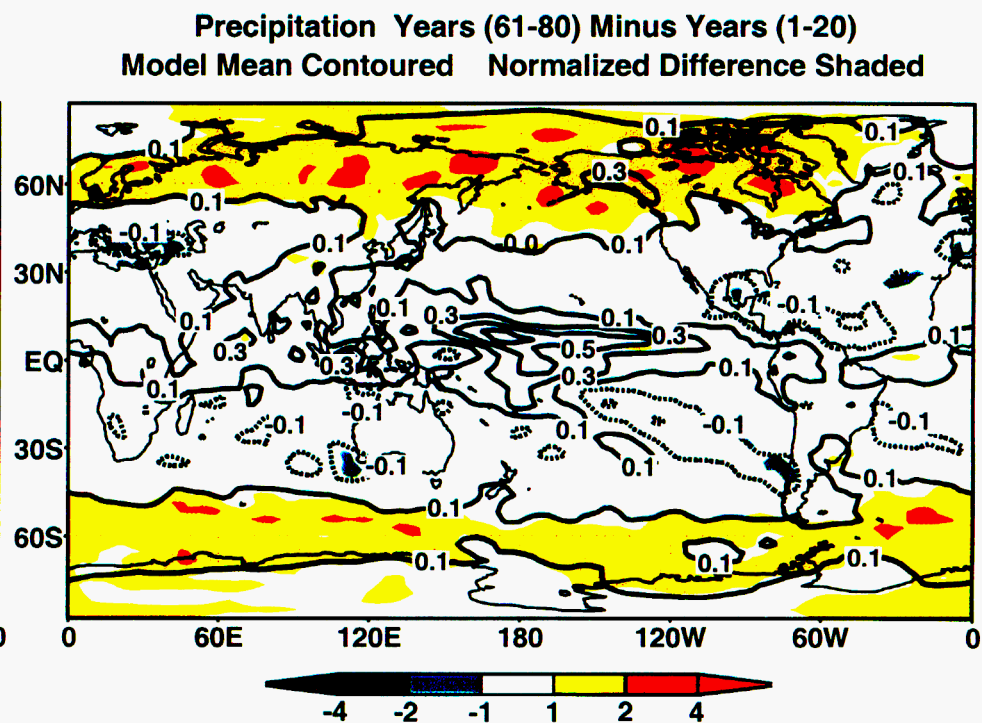 Precipitation Years (61-80) Minus Years (1-20)
Model Mean Contoured Normalized Difference Shaded
0.1 0.1
0.1
60N 0.3 0.1
0.1
-0.1 0.1 0.0 0.1
30N
0.1 -0.1
0.1 0.3 0.1 0.3 0.1
0.3 0.5
EQ 0.3 0.1
0.1 0.3
-0.1
-0.1 0.1 -0.1 -0.1
30S
-0.1 0.1 0.1
0.1
60S
0.1 0.1 0.1
0 0 60E 120E 180 120W 60W 0
-4 -2 -1 1 2 4